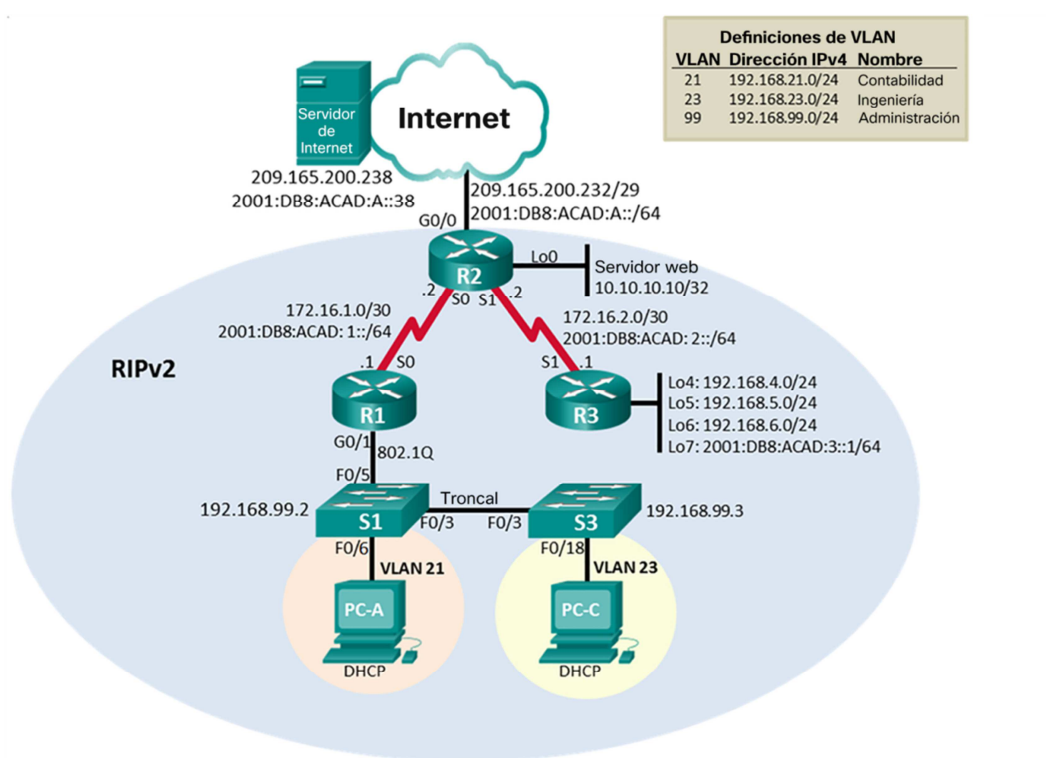 Definiciones de VLAN
VLAN Dirección IPv4 Nombre
21 192.168.21.0/24 Contabilidad
23 192.168.23.0/24 Ingeniería
99 192.168.99.0/24 Administración
Servidor
de
Internet
Internet
209.165.200.238
2001:DB8:ACAD:A::38
209.165.200.232/29
2001:DB8:ACAD:A::/64
G0/0
R2
Lo0
Servidor web
10.10.10.10/32
.2 S0 S1 .2
172.16.1.0/30
2001:DB8:ACAD: 1::/64
172.16.2.0/30
2001:DB8:ACAD: 2::/64
RIPv2
.1 S0
S1 .1
R1
R3
Lo4: 192.168.4.0/24
Lo5: 192.168.5.0/24
Lo6: 192.168.6.0/24
Lo7: 2001:DB8:ACAD:3::1/64
G0/1
802.1Q
F0/5
192.168.99.2
S1
Troncal
F0/3 F0/3
S3
192.168.99.3
F0/6
VLAN 21
F0/18
VLAN 23
PC-A
PC-C
DHCP
DHCP